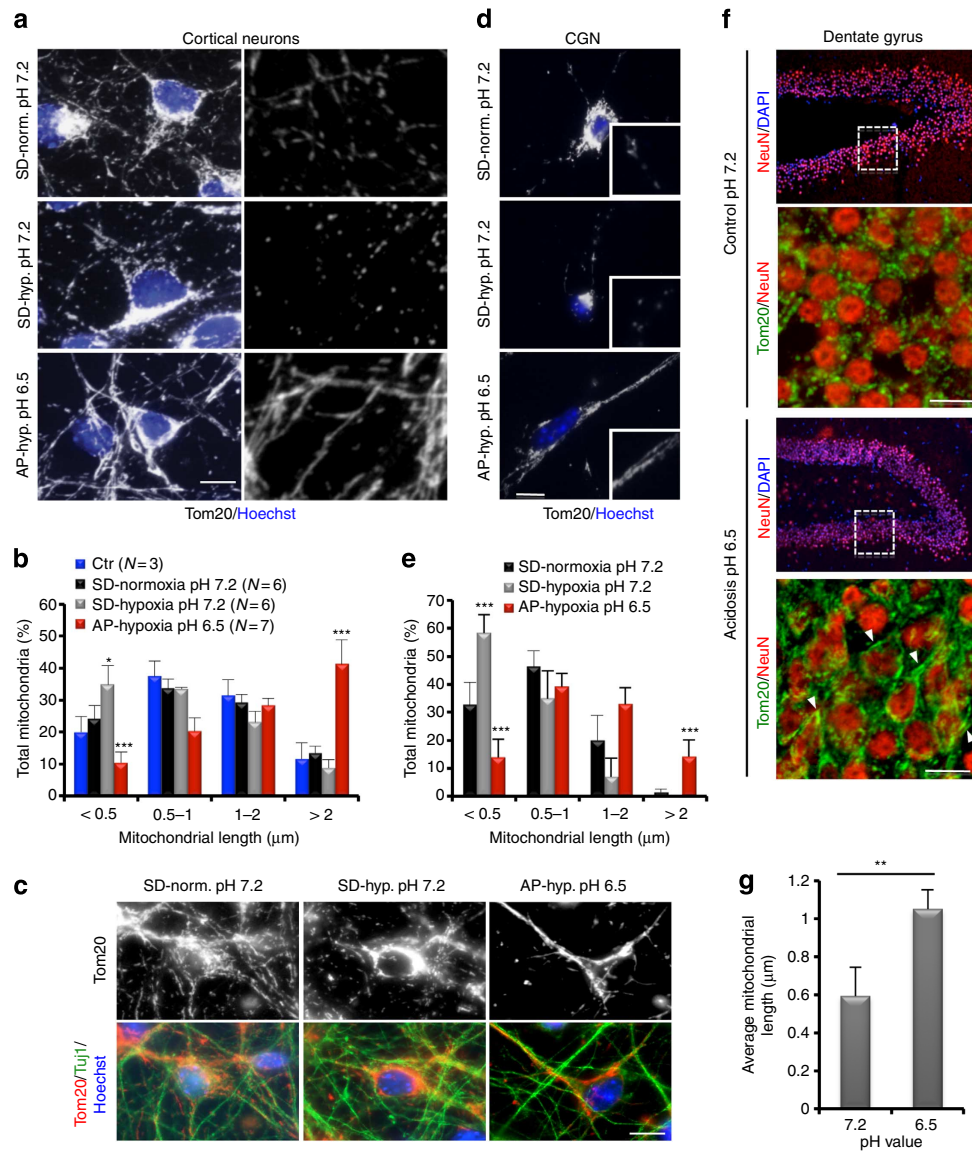 a
Cortical neurons
SD-norm. pH 7.2
SD-hyp. pH 7.2
AP-hyp. pH 6.5
Tom20/Hoechst
b
Ctr (N=3)
SD-normoxia pH 7.2 (N=6)
SD-hypoxia pH 7.2 (N=6)
AP-hypoxia pH 6.5 (N=7)
Total mitochondria (%)
60
50
40
30
20
10
0
*
***
***
< 0.5
0.5–1
1–2
> 2
Mitochondrial length (μm)
c
SD-norm. pH 7.2
SD-hyp. pH 7.2
AP-hyp. pH 6.5
Tom20
Tom20/Tuj1/
Hoechst
d
CGN
SD-norm. pH 7.2
SD-hyp. pH 7.2
AP-hyp. pH 6.5
Tom20/Hoechst
e
SD-normoxia pH 7.2
SD-hypoxia pH 7.2
AP-hypoxia pH 6.5
Total mitochondria (%)
70
60
50
40
30
20
10
0
***
***
***
< 0.5
0.5–1
1–2
> 2
Mitochondrial length (μm)
f
Dentate gyrus
Control pH 7.2
NeuN/DAPI
Tom20/NeuN
Acidosis pH 6.5
NeuN/DAPI
Tom20/NeuN
g
**
Average mitochondrial
length (μm)
1.2
1
0.8
0.6
0.4
0.2
0
7.2
6.5
pH value